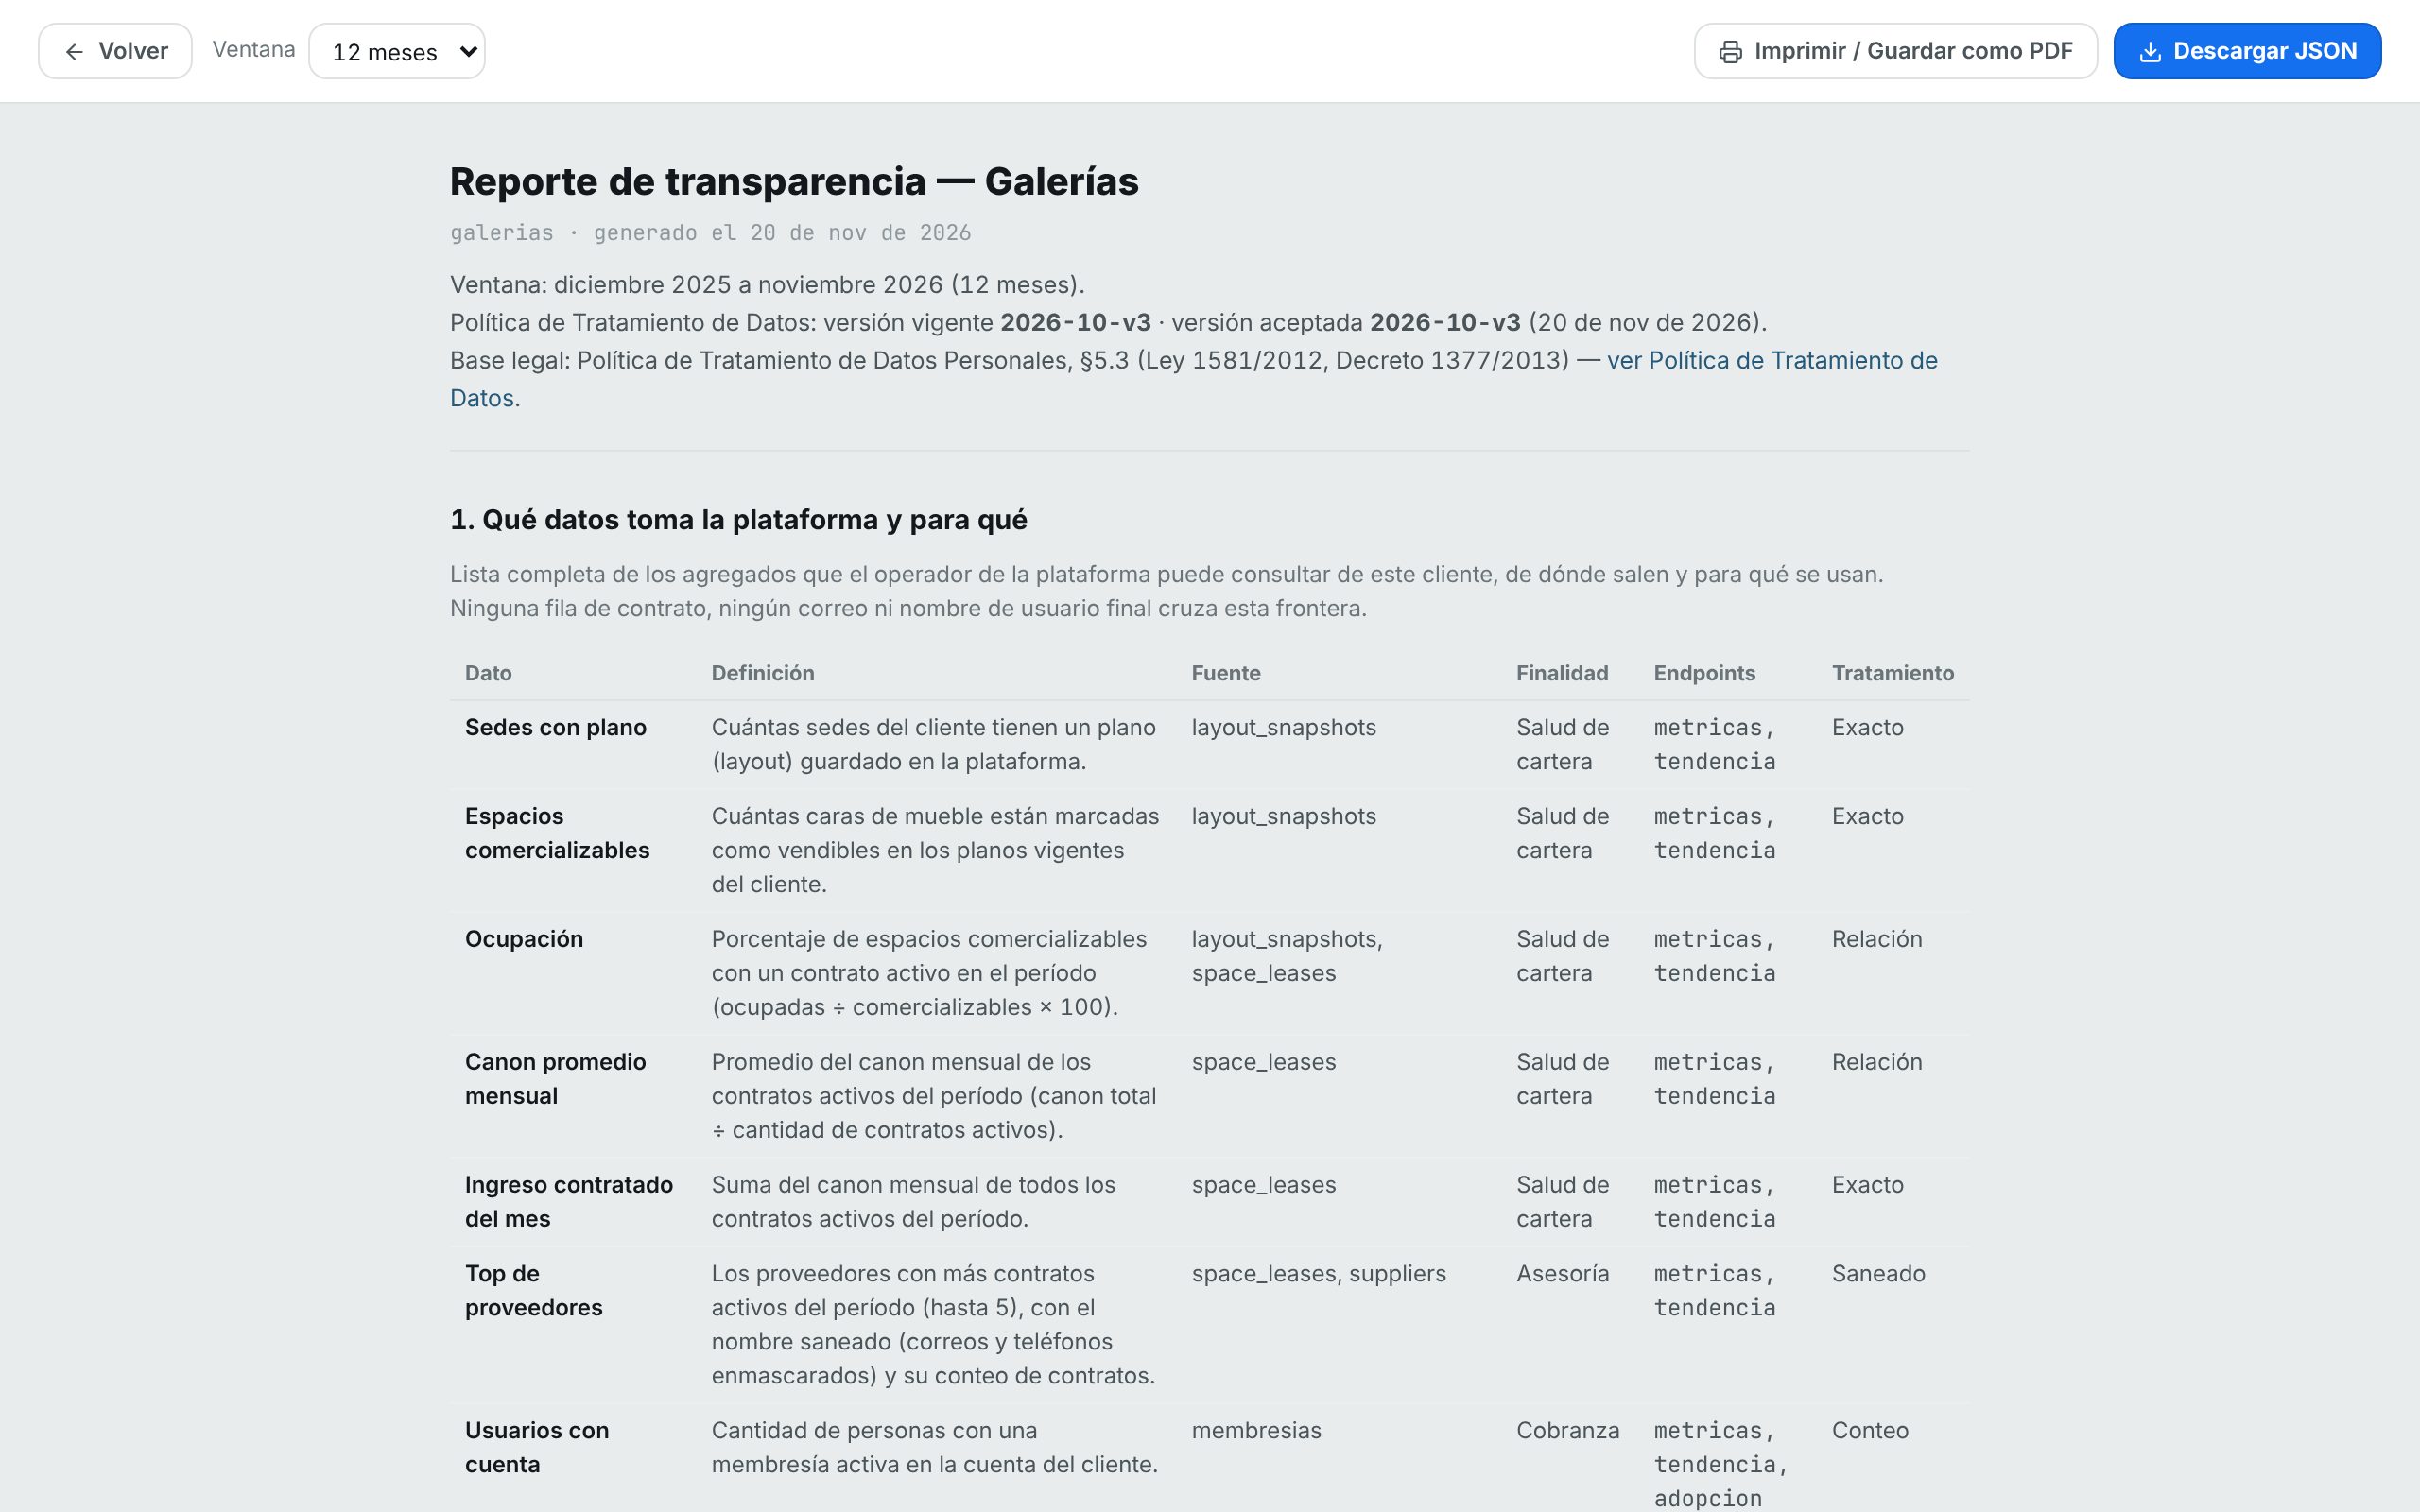 Volver
Ventana
12 meses
Imprimir / Guardar como PDF
Descargar JSON
Reporte de transparencia — Galerías
galerias · generado el 20 de nov de 2026
Ventana: diciembre 2025 a noviembre 2026 (12 meses).
Política de Tratamiento de Datos: versión vigente 2026-10-v3 · versión aceptada 2026-10-v3 (20 de nov de 2026).
Base legal: Política de Tratamiento de Datos Personales, §5.3 (Ley 1581/2012, Decreto 1377/2013) — ver Política de Tratamiento de
Datos.
1. Qué datos toma la plataforma y para qué
Lista completa de los agregados que el operador de la plataforma puede consultar de este cliente, de dónde salen y para qué se usan.
Ninguna fila de contrato, ningún correo ni nombre de usuario final cruza esta frontera.
Dato Definición Fuente Finalidad Endpoints Tratamiento
Sedes con plano Cuántas sedes del cliente tienen un plano layout_snapshots Salud de metricas, Exacto
(layout) guardado en la plataforma. cartera tendencia
Espacios Cuántas caras de mueble están marcadas layout_snapshots Salud de metricas, Exacto
comercializables como vendibles en los planos vigentes cartera tendencia
del cliente.
Ocupación Porcentaje de espacios comercializables layout_snapshots, Salud de metricas, Relación
con un contrato activo en el período space_leases cartera tendencia
(ocupadas ÷ comercializables × 100).
Canon promedio Promedio del canon mensual de los space_leases Salud de metricas, Relación
mensual contratos activos del período (canon total cartera tendencia
÷ cantidad de contratos activos).
Ingreso contratado Suma del canon mensual de todos los space_leases Salud de metricas, Exacto
del mes contratos activos del período. cartera tendencia
Top de Los proveedores con más contratos space_leases, suppliers Asesoría metricas, Saneado
proveedores activos del período (hasta 5), con el tendencia
nombre saneado (correos y teléfonos
enmascarados) y su conteo de contratos.
Usuarios con Cantidad de personas con una membresias Cobranza metricas, Conteo
cuenta membresía activa en la cuenta del cliente. tendencia,
adopcion